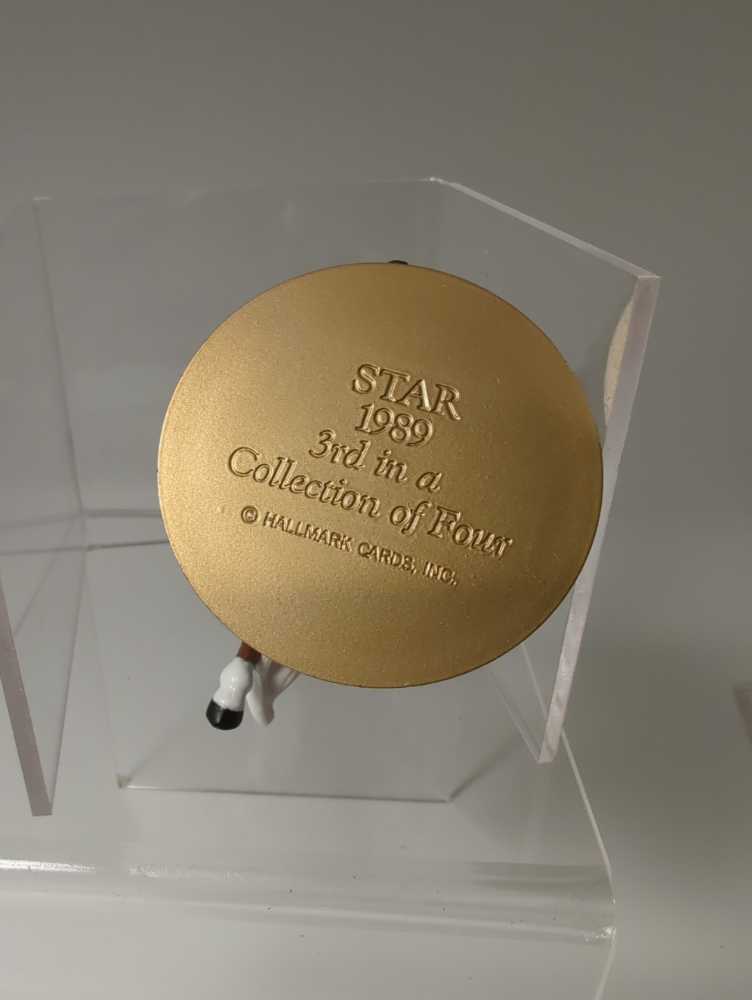 STAR
1989
3rd in a
Collection of Four
© HALLMARK CARDS, INC.